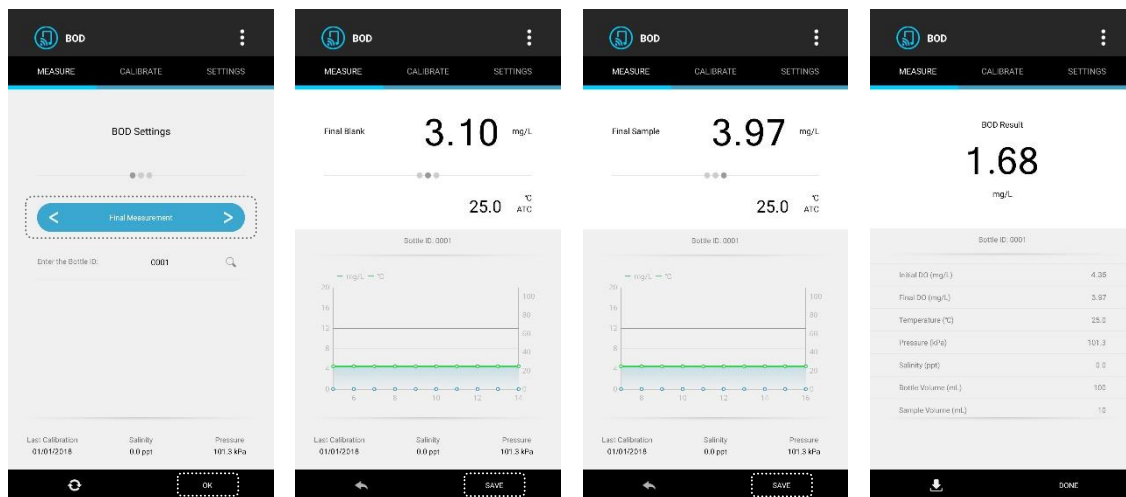 BOD
MEASURE CALIBRATE SETTINGS
BOD Settings
< Final Measurement >
Enter the Bottle ID: 0001
Last Calibration Salinity Pressure
01/01/2018 0.0 ppt 101.3 kPa
OK
BOD
MEASURE CALIBRATE SETTINGS
Final Blank 3.10 mg/L
25.0 °C ATC
Bottle ID: 0001
mg/L °C
20
16
12
8
4
0
100
80
60
40
20
0
6 8 10 12 14
Last Calibration Salinity Pressure
01/01/2018 0.0 ppt 101.3 kPa
SAVE
BOD
MEASURE CALIBRATE SETTINGS
Final Sample 3.97 mg/L
25.0 °C ATC
Bottle ID: 0001
mg/L °C
20
16
12
8
4
0
100
80
60
40
20
0
8 10 12 14 16
Last Calibration Salinity Pressure
01/01/2018 0.0 ppt 101.3 kPa
SAVE
BOD
MEASURE CALIBRATE SETTINGS
BOD Result
1.68
mg/L
Bottle ID: 0001
Initial DO (mg/L) 4.35
Final DO (mg/L) 3.97
Temperature (°C) 25.0
Pressure (kPa) 101.3
Salinity (ppt) 0.0
Bottle Volume (mL) 100
Sample Volume (mL) 10
DONE